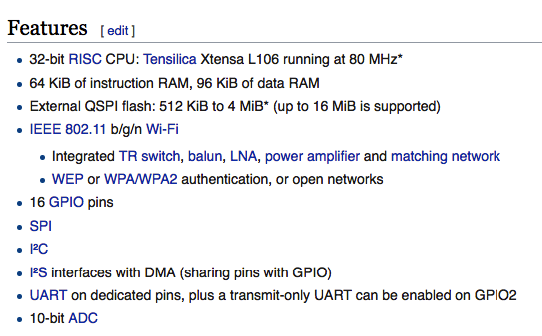 Features [ edit ]
32-bit RISC CPU: Tensilica Xtensa L106 running at 80 MHz*
64 KiB of instruction RAM, 96 KiB of data RAM
External QSPI flash: 512 KiB to 4 MiB* (up to 16 MiB is supported)
IEEE 802.11 b/g/n Wi-Fi
Integrated TR switch, balun, LNA, power amplifier and matching network
WEP or WPA/WPA2 authentication, or open networks
16 GPIO pins
SPI
I²C
I²S interfaces with DMA (sharing pins with GPIO)
UART on dedicated pins, plus a transmit-only UART can be enabled on GPIO2
10-bit ADC